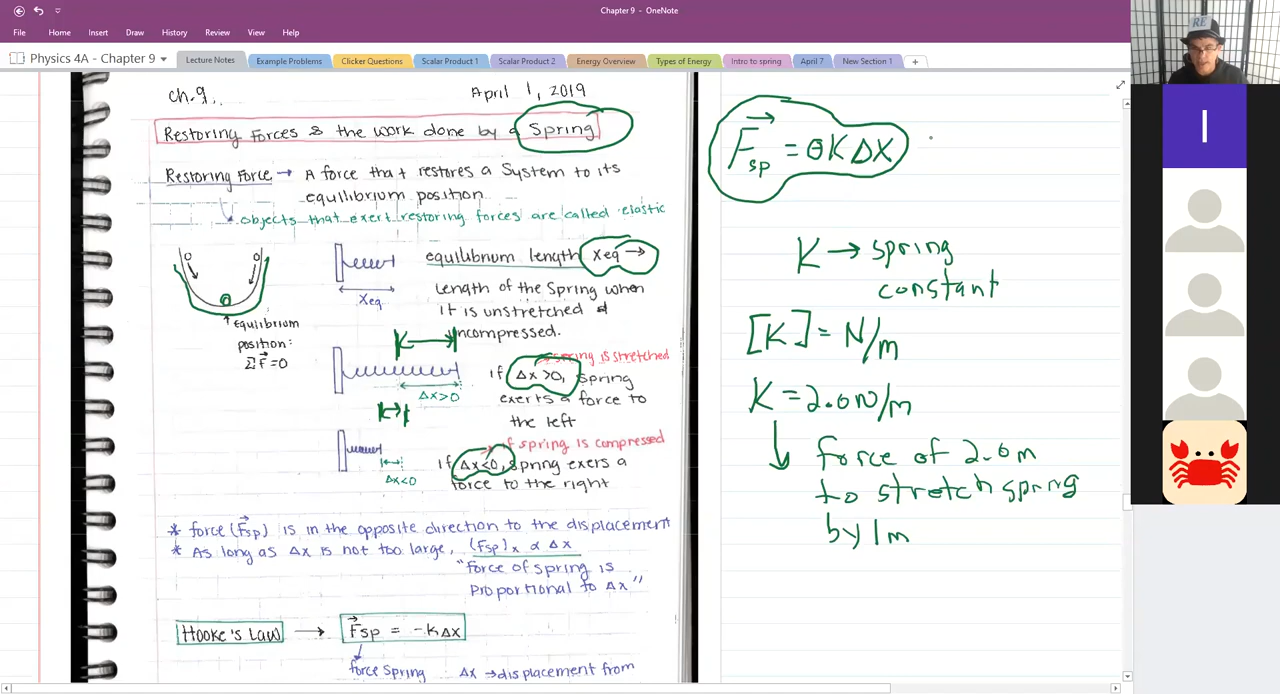 Chapter 9 - OneNote
File Home Insert Draw History Review View Help
Physics 4A - Chapter 9
Lecture Notes Example Problems Clicker Questions Scalar Product 1 Scalar Product 2 Energy Overview Types of Energy Intro to spring April 7 New Section 1 +
RE
I
Ch.9.
April 1, 2019
Restoring Forces & the work done by a Spring
Restoring Force → A force that restores a System to its
equilibrium position.
objects that exert restoring forces are called elastic
equilibrium length Xeq →
Length of the Spring when
it is unstretched &
uncompressed.
Xeq
equilibrium
position:
ΣF⃗=0
spring is stretched
if Δx >0, spring
exerts a force to
the left
Δx>0
if spring is compressed
if Δx<0, spring exers a
force to the right
Δx<0
* force (F⃗sp) is in the opposite direction to the displacement
* As long as Δx is not too large, (Fsp)x α Δx
"Force of spring is
proportional to Δx"
Hooke's Law → F⃗sp = -kΔx
force Spring Δx → displacement from
F⃗sp = -KΔX
K → spring
constant
[K] = N/m
K = 2.0N/m
↓ force of 2.0m
to stretch spring
by 1m